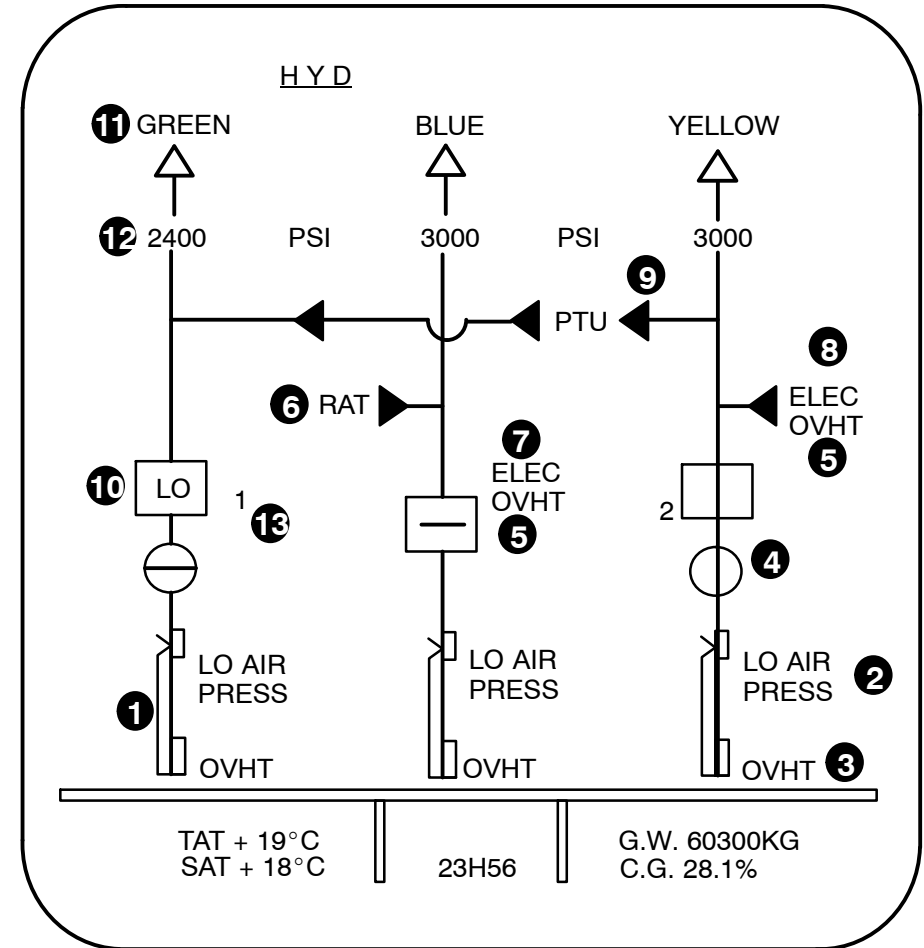 H Y D
11 GREEN BLUE YELLOW
12 2400 PSI 3000 PSI 3000
9
PTU
8
6 RAT ELEC
OVHT
5
7
ELEC
OVHT
5
10 LO 1 2
13
4
LO AIR
PRESS
LO AIR
PRESS
LO AIR
PRESS 2
1
OVHT OVHT OVHT 3
TAT + 19°C
SAT + 18°C
23H56
G.W. 60300KG
C.G. 28.1%